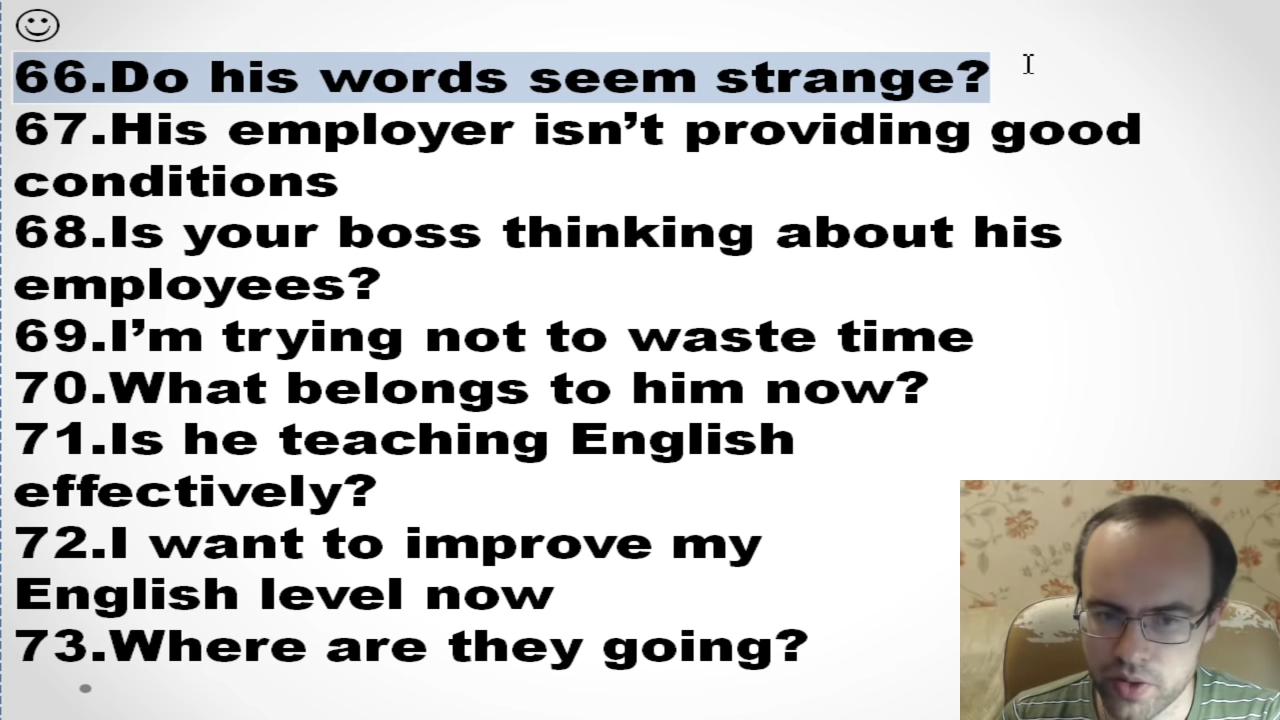 66.Do his words seem strange?
67.His employer isn’t providing good
conditions
68.Is your boss thinking about his
employees?
69.I’m trying not to waste time
70.What belongs to him now?
71.Is he teaching English
effectively?
72.I want to improve my
English level now
73.Where are they going?